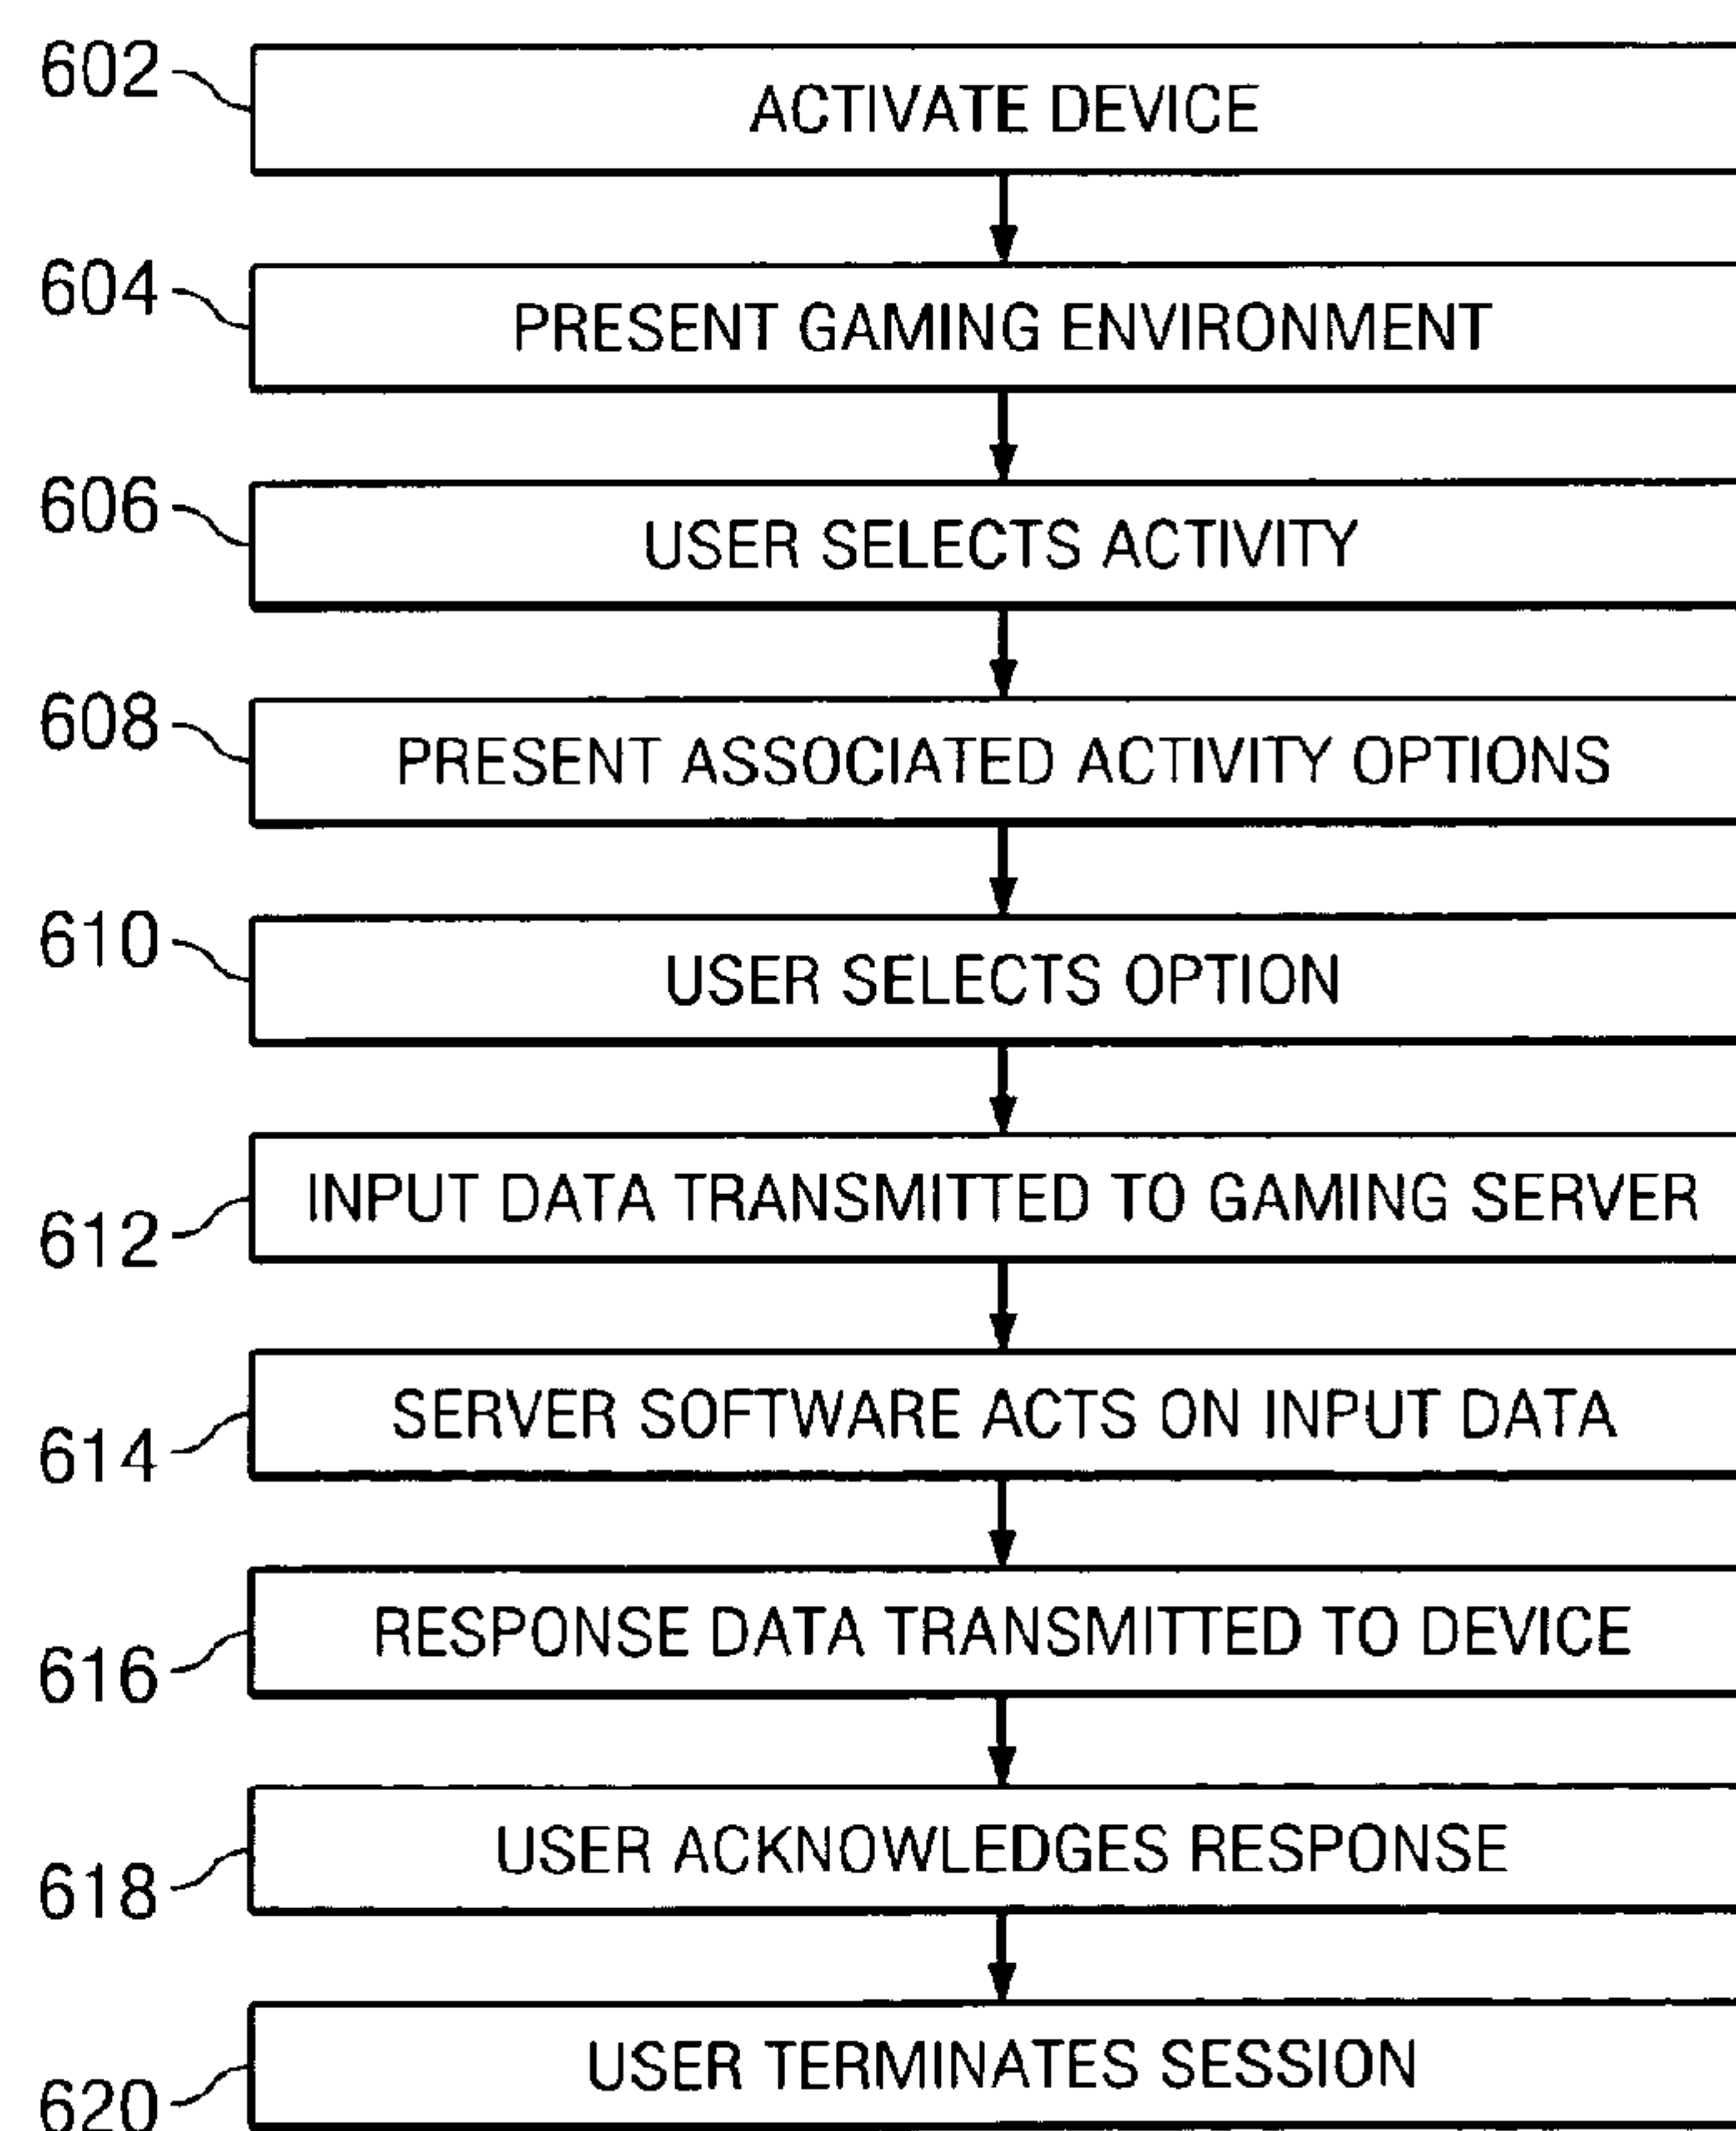 602
ACTIVATE DEVICE
604
PRESENT GAMING ENVIRONMENT
606
USER SELECTS ACTIVITY
608
PRESENT ASSOCIATED ACTIVITY OPTIONS
610
USER SELECTS OPTION
612
INPUT DATA TRANSMITTED TO GAMING SERVER
614
SERVER SOFTWARE ACTS ON INPUT DATA
616
RESPONSE DATA TRANSMITTED TO DEVICE
618
USER ACKNOWLEDGES RESPONSE
620
USER TERMINATES SESSION